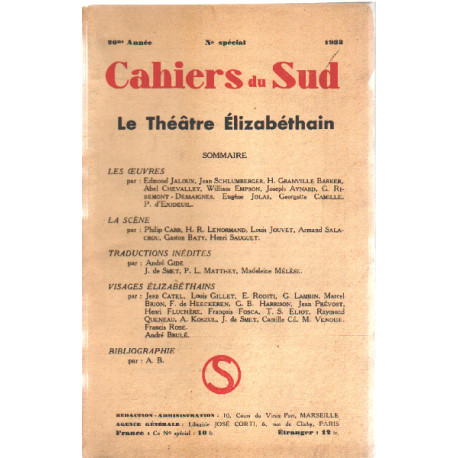 20me Année No spécial 1933
Cahiers du Sud
Le Théâtre Élizabéthain
SOMMAIRE
LES ŒUVRES
par : Edmond JALOUX, Jean SCHLUMBERGER, H. GRANVILLE BARKER,
Abel CHEVALLEY, William EMPSON, Joseph AYNARD, G. RI-
BEMONT-DESSAIGNES, Eugène JOLAS, Georgette CAMILLE,
P. d'EXIDEUIL.
LA SCÈNE
par : Philip CARR, H. R. LENORMAND, Louis JOUVET, Armand SALA-
CROU, Gaston BATY, Henri SAUGUET.
TRADUCTIONS INÉDITES
par : André GIDE
J. de SMET, P. L. MATTHEY, Madeleine MÉLÈSE.
VISAGES ÉLIZABÉTHAINS
par : Jean CATEL, Louis GILLET, E. RODITI, G. LAMBIN, Marcel
BRION, F. de HEECKEREN, G. B. HARRISON, Jean PRÉVOST,
Henri FLUCHÈRE, François FOSCA, T. S. ELIOT, Raymond
QUENEAU, A. KOSZUL, J. de SMET, Camille Cé, M. VENOUIL,
Francis ROSE.
André BRULÉ.
BIBLIOGRAPHIE
par : A. B.
S
RÉDACTION-ADMINISTRATION : 10, Cours du Vieux Port, MARSEILLE
AGENCE GÉNÉRALE : Librairie JOSÉ CORTI, 6, rue de Clichy, PARIS
France : Ce No spécial : 10 fr. Étranger : 12 fr.